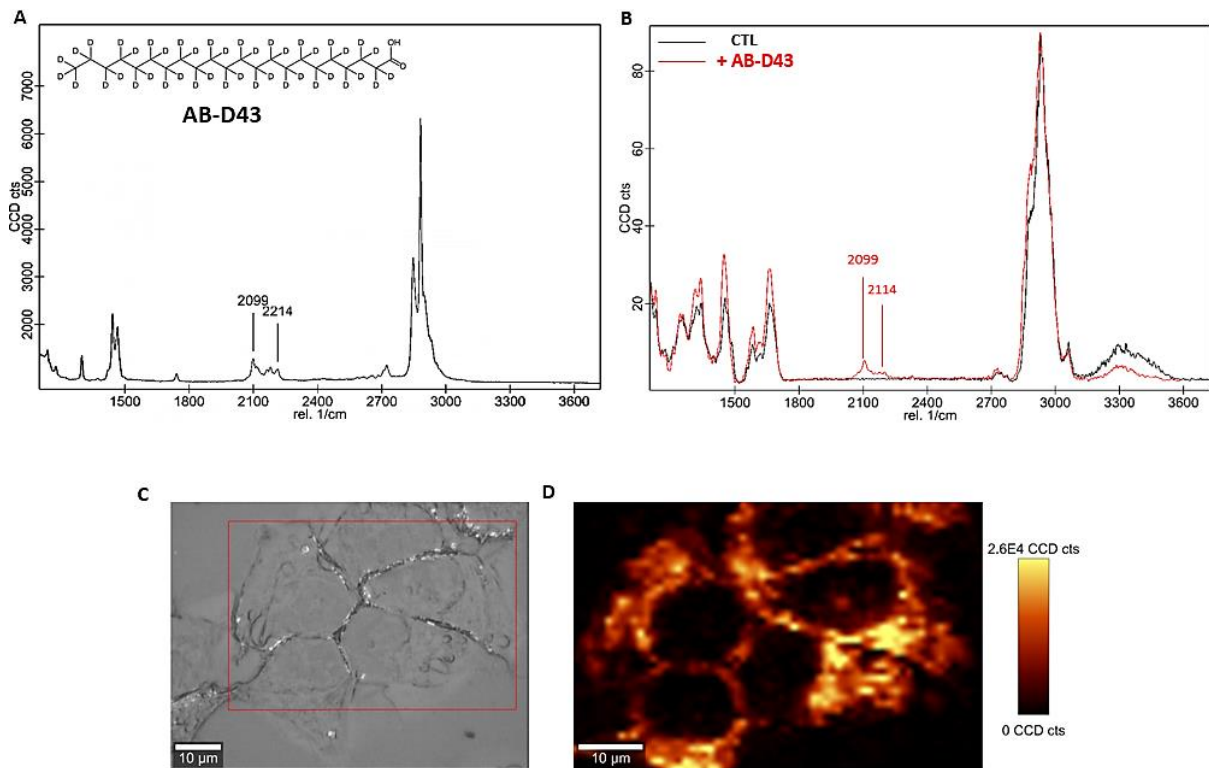 A
OH
O
AB-D43
CCD cts
7000
6000
5000
4000
3000
2000
2099
2214
1500 1800 2100 2400 2700 3000 3300 3600
rel. 1/cm
B
CTL
+ AB-D43
CCD cts
80
60
40
20
2099
2114
1500 1800 2100 2400 2700 3000 3300 3600
rel. 1/cm
C
10 µm
D
10 µm
2.6E4 CCD cts
0 CCD cts